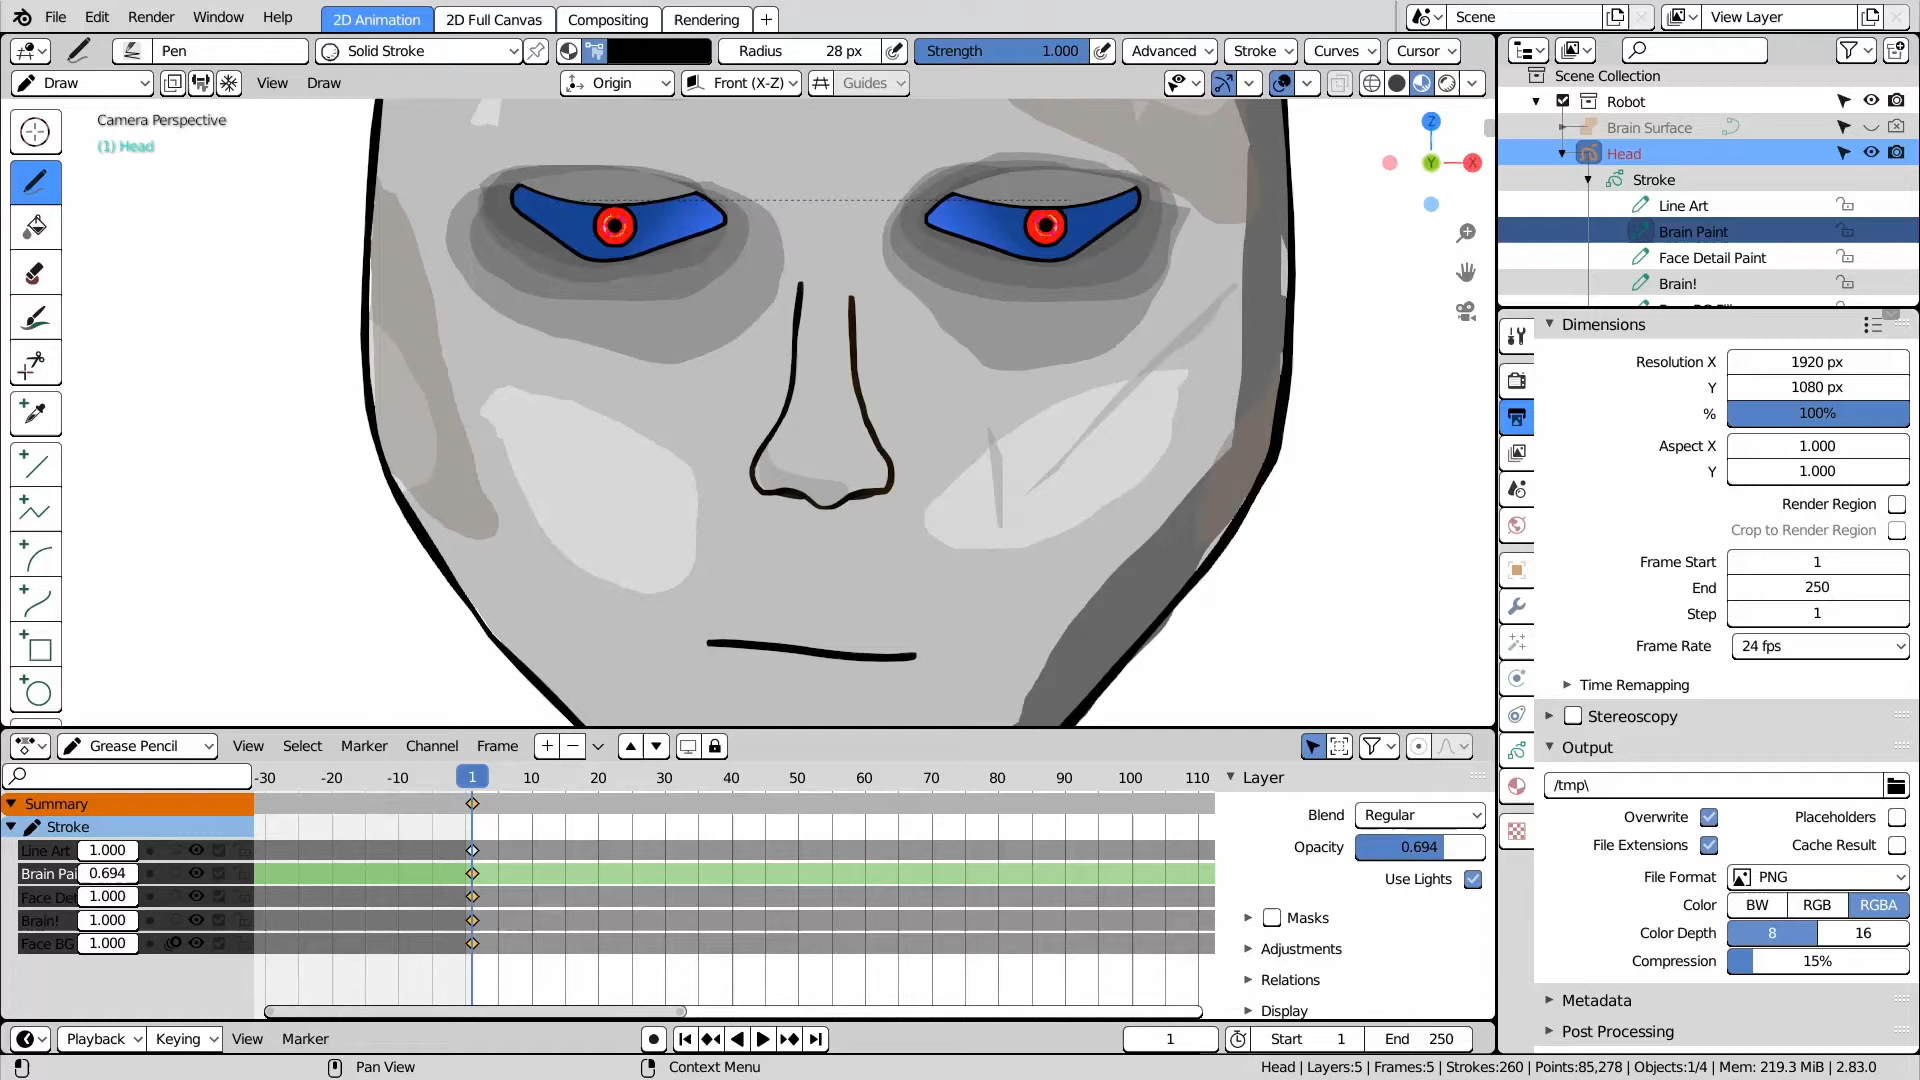 File Edit Render Window Help 2D Animation 2D Full Canvas Compositing Rendering + Scene View Layer
Pen Solid Stroke Radius 28 px Strength 1.000 Advanced Stroke Curves Cursor
Draw View Draw Origin Front (X-Z) Guides
Camera Perspective
(1) Head
Z
Y
X
Scene Collection
Robot
Brain Surface
Head
Stroke
Line Art
Brain Paint
Face Detail Paint
Brain!
Dimensions
Resolution X 1920 px
Y 1080 px
% 100%
Aspect X 1.000
Y 1.000
Render Region
Crop to Render Region
Frame Start 1
End 250
Step 1
Frame Rate 24 fps
Time Remapping
Stereoscopy
Output
/tmp\
Overwrite Placeholders
File Extensions Cache Result
File Format PNG
Color BW RGB RGBA
Color Depth 8 16
Compression 15%
Metadata
Post Processing
Grease Pencil View Select Marker Channel Frame
-30 -20 -10 1 10 20 30 40 50 60 70 80 90 100 110
Summary
Stroke
Line Art 1.000
Brain Pai 0.694
Face Det 1.000
Brain! 1.000
Face BG 1.000
Layer
Blend Regular
Opacity 0.694
Use Lights
Masks
Adjustments
Relations
Display
Playback Keying View Marker 1 Start 1 End 250
Pan View Context Menu Head | Layers:5 | Frames:5 | Strokes:260 | Points:85,278 | Objects:1/4 | Mem: 219.3 MiB | 2.83.0